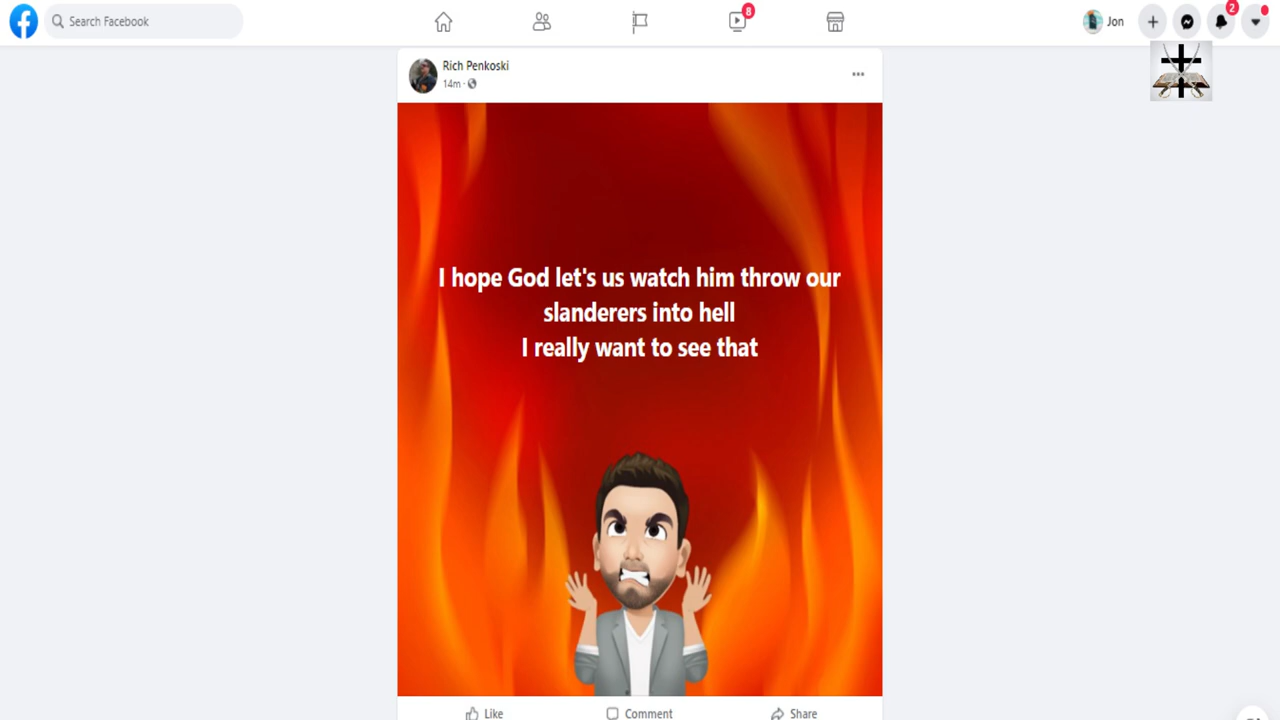 Search Facebook
8
Jon
2
Rich Penkoski
14m ·
I hope God let's us watch him throw our
slanderers into hell
I really want to see that
Like
Comment
Share